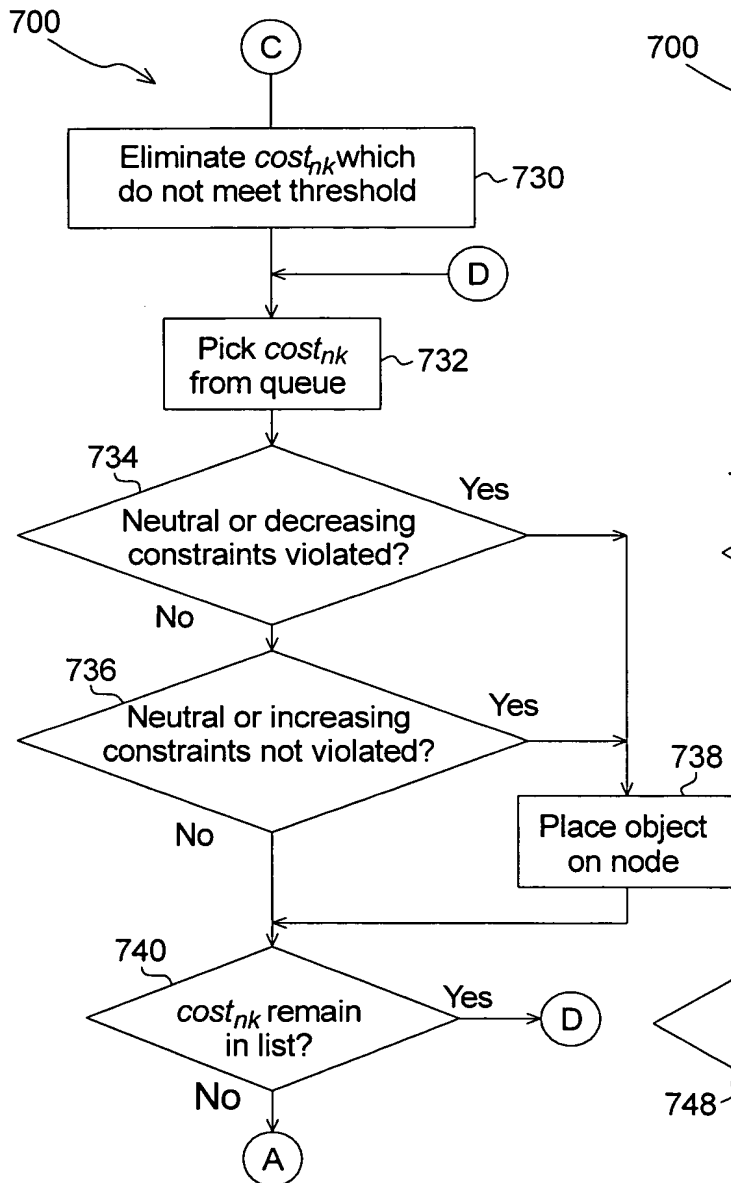 700
C
700
Eliminate cost_nk which
do not meet threshold
730
D
Pick cost_nk
from queue
732
734
Yes
Neutral or decreasing
constraints violated?
No
736
Yes
Neutral or increasing
constraints not violated?
738
No
Place object
on node
740
Yes
cost_nk remain
in list?
D
No
748
A